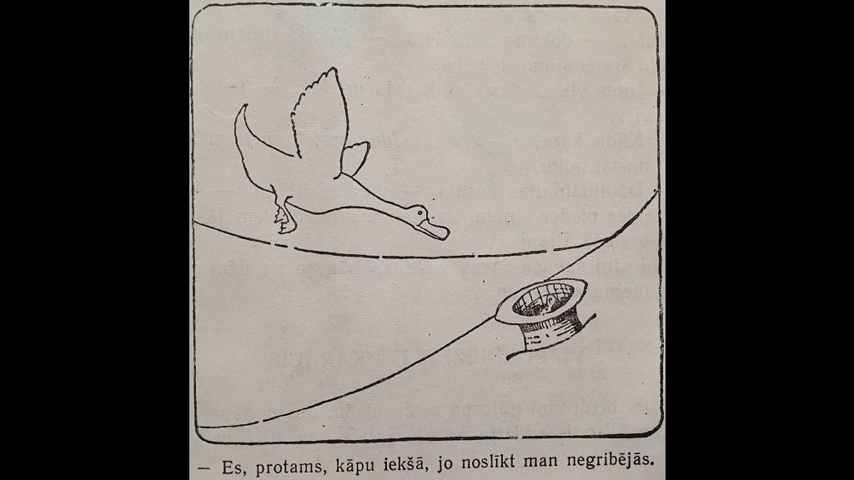 — Es, protams, kāpu iekšā, jo noslīkt man negribējās.